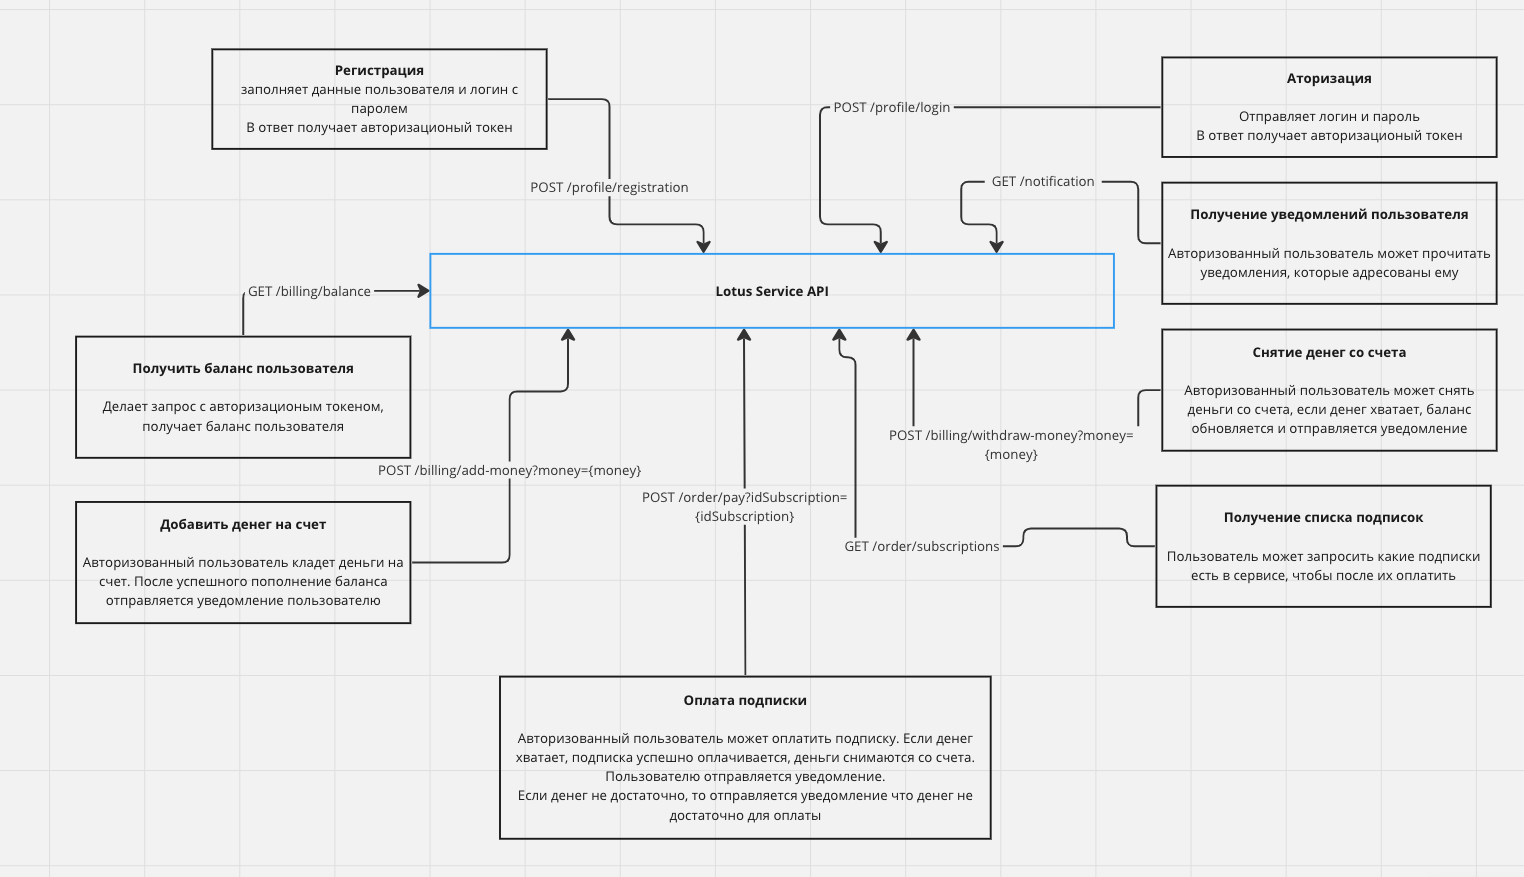 Регистрация
заполняет данные пользователя и логин с
паролем
В ответ получает авторизационый токен
POST /profile/registration
Аторизация
Отправляет логин и пароль
В ответ получает авторизационый токен
POST /profile/login
GET /notification
Получение уведомлений пользователя
Авторизованный пользователь может прочитать
уведомления, которые адресованы ему
Lotus Service API
GET /billing/balance
Получить баланс пользователя
Делает запрос с авторизационым токеном,
получает баланс пользователя
Снятие денег со счета
Авторизованный пользователь может снять
деньги со счета, если денег хватает, баланс
обновляется и отправляется уведомление
POST /billing/withdraw-money?money=
{money}
POST /billing/add-money?money={money}
Добавить денег на счет
Авторизованный пользователь кладет деньги на
счет. После успешного пополнение баланса
отправляется уведомление пользователю
POST /order/pay?idSubscription=
{idSubscription}
GET /order/subscriptions
Получение списка подписок
Пользователь может запросить какие подписки
есть в сервисе, чтобы после их оплатить
Оплата подписки
Авторизованный пользователь может оплатить подписку. Если денег
хватает, подписка успешно оплачивается, деньги снимаются со счета.
Пользователю отправляется уведомление.
Если денег не достаточно, то отправляется уведомление что денег не
достаточно для оплаты